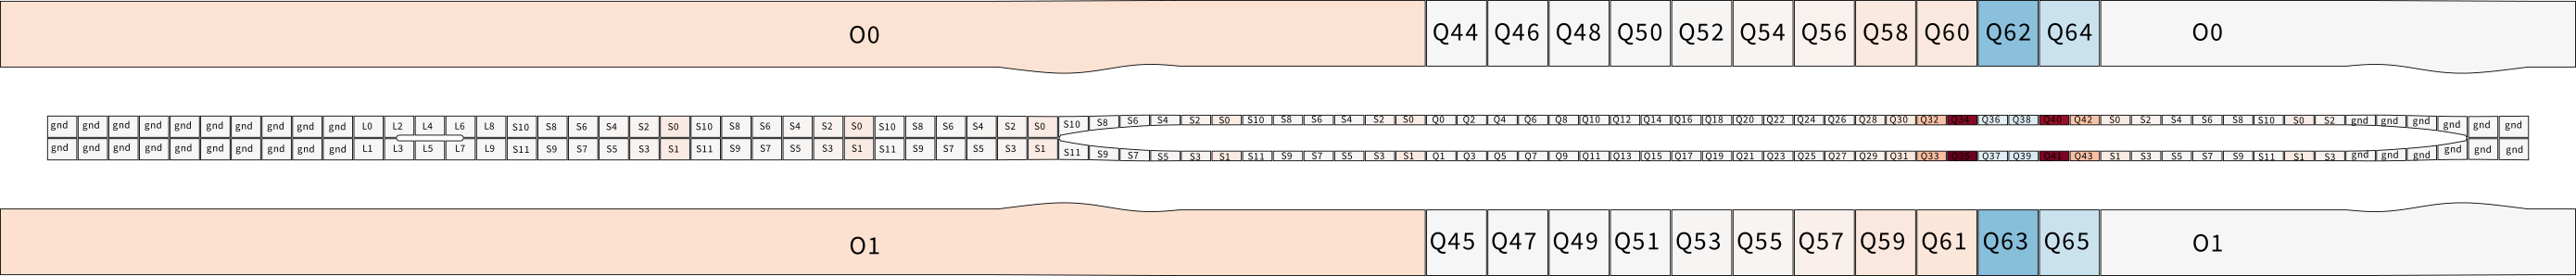 O0 Q44 Q46 Q48 Q50 Q52 Q54 Q56 Q58 Q60 Q62 Q64 O0
gnd gnd gnd gnd gnd gnd gnd gnd gnd gnd L0 L2 L4 L6 L8 S10 S8 S6 S4 S2 S0 S10 S8 S6 S4 S2 S0 S10 S8 S6 S4 S2 S0 S10 S8 S6 S4 S2 S0 S10 S8 S6 S4 S2 S0 Q0 Q2 Q4 Q6 Q8 Q10 Q12 Q14 Q16 Q18 Q20 Q22 Q24 Q26 Q28 Q30 Q32 Q34 Q36 Q38 Q40 Q42 S0 S2 S4 S6 S8 S10 S0 S2 gnd gnd gnd gnd gnd gnd
gnd gnd gnd gnd gnd gnd gnd gnd gnd gnd L1 L3 L5 L7 L9 S11 S9 S7 S5 S3 S1 S11 S9 S7 S5 S3 S1 S11 S9 S7 S5 S3 S1 S11 S9 S7 S5 S3 S1 S11 S9 S7 S5 S3 S1 Q1 Q3 Q5 Q7 Q9 Q11 Q13 Q15 Q17 Q19 Q21 Q23 Q25 Q27 Q29 Q31 Q33 Q35 Q37 Q39 Q41 Q43 S1 S3 S5 S7 S9 S11 S1 S3 gnd gnd gnd gnd gnd gnd
O1 Q45 Q47 Q49 Q51 Q53 Q55 Q57 Q59 Q61 Q63 Q65 O1